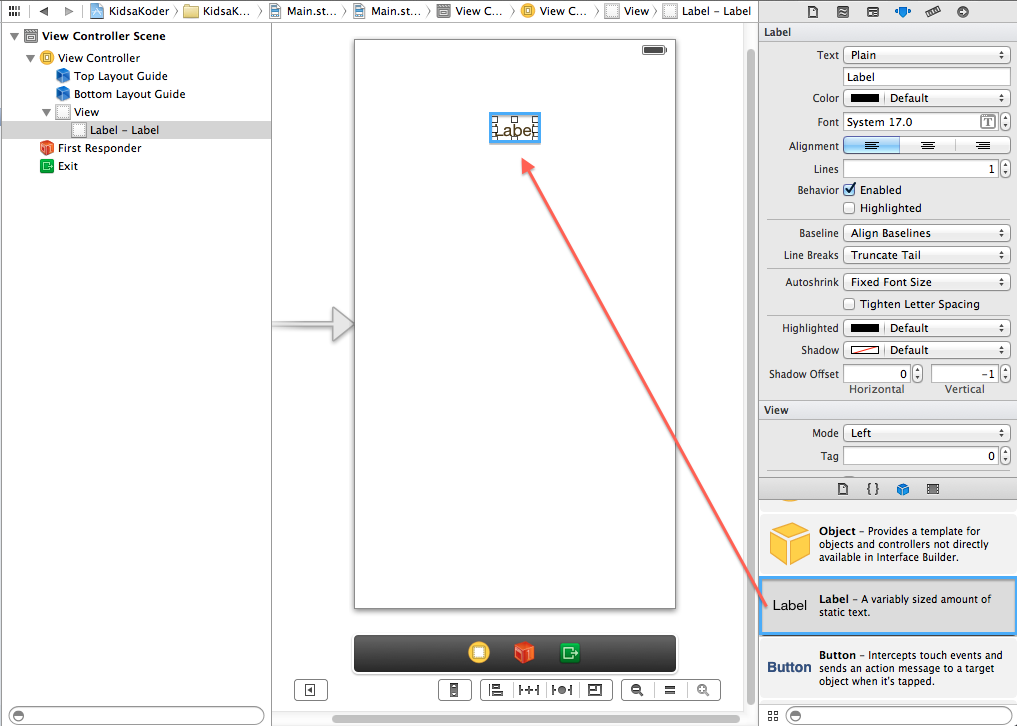 KidsaKoder
KidsaK...
Main.st...
Main.st...
View C...
View C...
View
Label – Label
View Controller Scene
View Controller
Top Layout Guide
Bottom Layout Guide
View
Label – Label
First Responder
Exit
Label
Label
Text Plain
Label
Color Default
Font System 17.0 T
Alignment
Lines 1
Behavior Enabled
Highlighted
Baseline Align Baselines
Line Breaks Truncate Tail
Autoshrink Fixed Font Size
Tighten Letter Spacing
Highlighted Default
Shadow Default
Shadow Offset 0 -1
Horizontal Vertical
View
Mode Left
Tag 0
{ }
Object – Provides a template for
objects and controllers not directly
available in Interface Builder.
Label
Label – A variably sized amount of
static text.
Button
Button – Intercepts touch events and
sends an action message to a target
object when it's tapped.